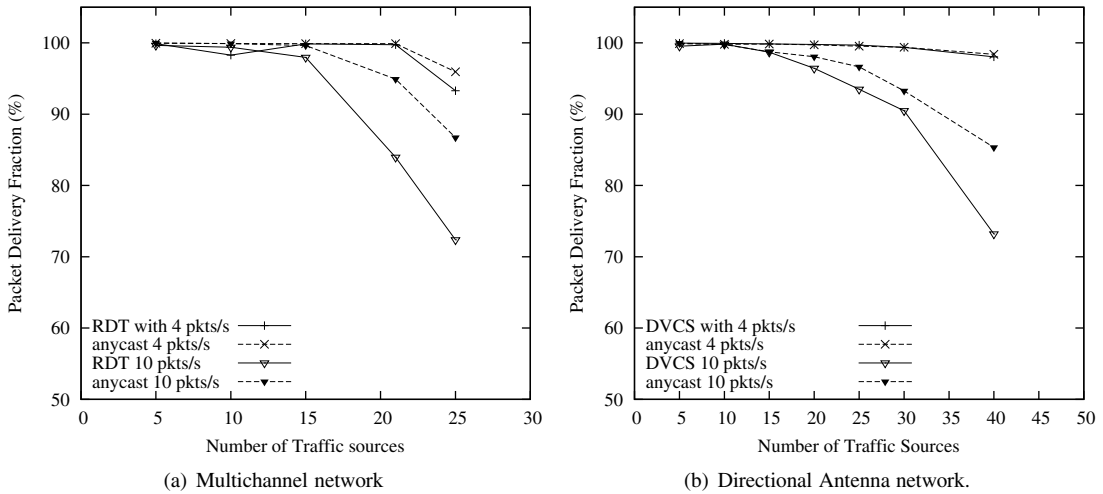 Packet Delivery Fraction (%)
100
90
80
70
60
50
RDT with 4 pkts/s
anycast 4 pkts/s
RDT 10 pkts/s
anycast 10 pkts/s
0 5 10 15 20 25 30
Number of Traffic sources
(a) Multichannel network
Packet Delivery Fraction (%)
100
90
80
70
60
50
DVCS with 4 pkts/s
anycast 4 pkts/s
DVCS 10 pkts/s
anycast 10 pkts/s
0 5 10 15 20 25 30 35 40 45 50
Number of Traffic Sources
(b) Directional Antenna network.